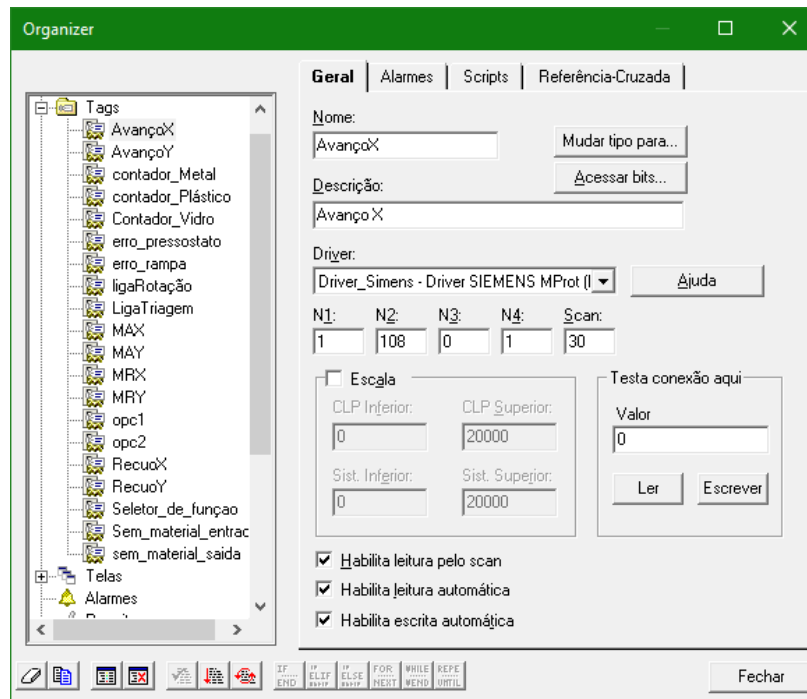 Organizer
Tags
AvançoX
AvançoY
contador_Metal
contador_Plástico
Contador_Vidro
erro_pressostato
erro_rampa
ligaRotação
LigaTriagem
MAX
MAY
MRX
MRY
opc1
opc2
RecuoX
RecuoY
Seletor_de_funçao
Sem_material_entrac
sem_material_saida
Telas
Alarmes
Geral Alarmes Scripts Referência-Cruzada
Nome:
AvançoX
Mudar tipo para...
Acessar bits...
Descrição:
Avanço X
Driver:
Driver_Simens - Driver SIEMENS MProt (I
Ajuda
N1: N2: N3: N4: Scan:
1 108 0 1 30
Escala
CLP Inferior: CLP Superior:
0 20000
Sist. Inferior: Sist. Superior:
0 20000
Testa conexão aqui
Valor
0
Ler Escrever
Habilita leitura pelo scan
Habilita leitura automática
Habilita escrita automática
IF END IF ELIF ENDIF IF ELSE ENDIF FOR NEXT WHILE WEND REPE UNTIL
Fechar